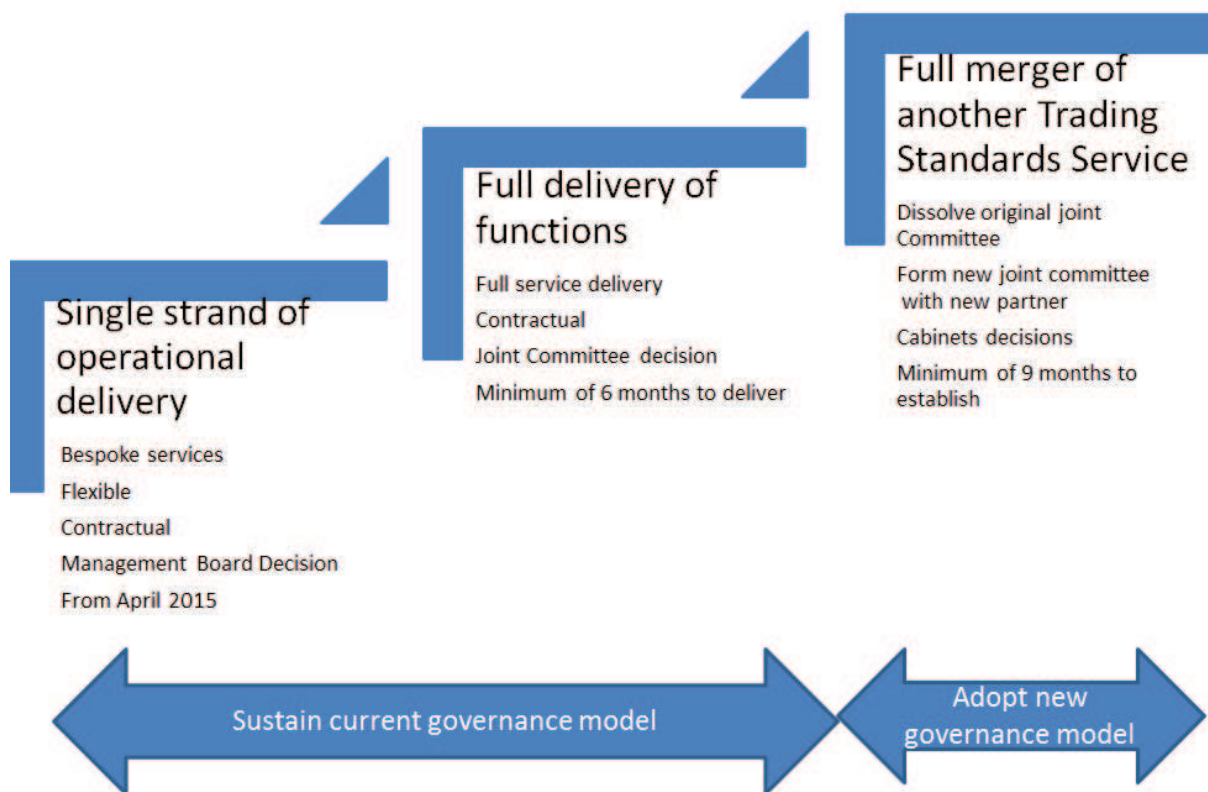 Single strand of
operational
delivery
Bespoke services
Flexible
Contractual
Management Board Decision
From April 2015
Full delivery of
functions
Full service delivery
Contractual
Joint Committee decision
Minimum of 6 months to deliver
Full merger of
another Trading
Standards Service
Dissolve original joint
Committee
Form new joint committee
with new partner
Cabinets decisions
Minimum of 9 months to
establish
Sustain current governance model
Adopt new
governance model